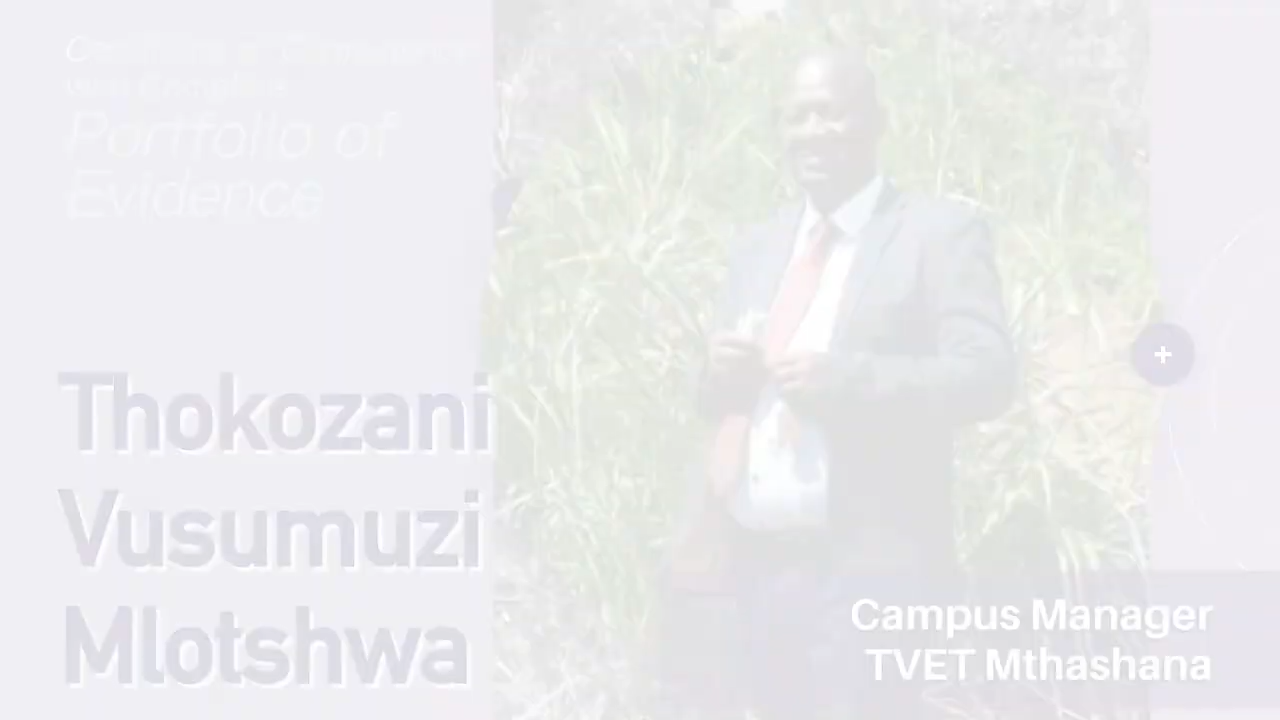 Portfolio of
Evidence
Thokozani
Vusumuzi
Mlotshwa
Campus Manager
TVET Mthashana